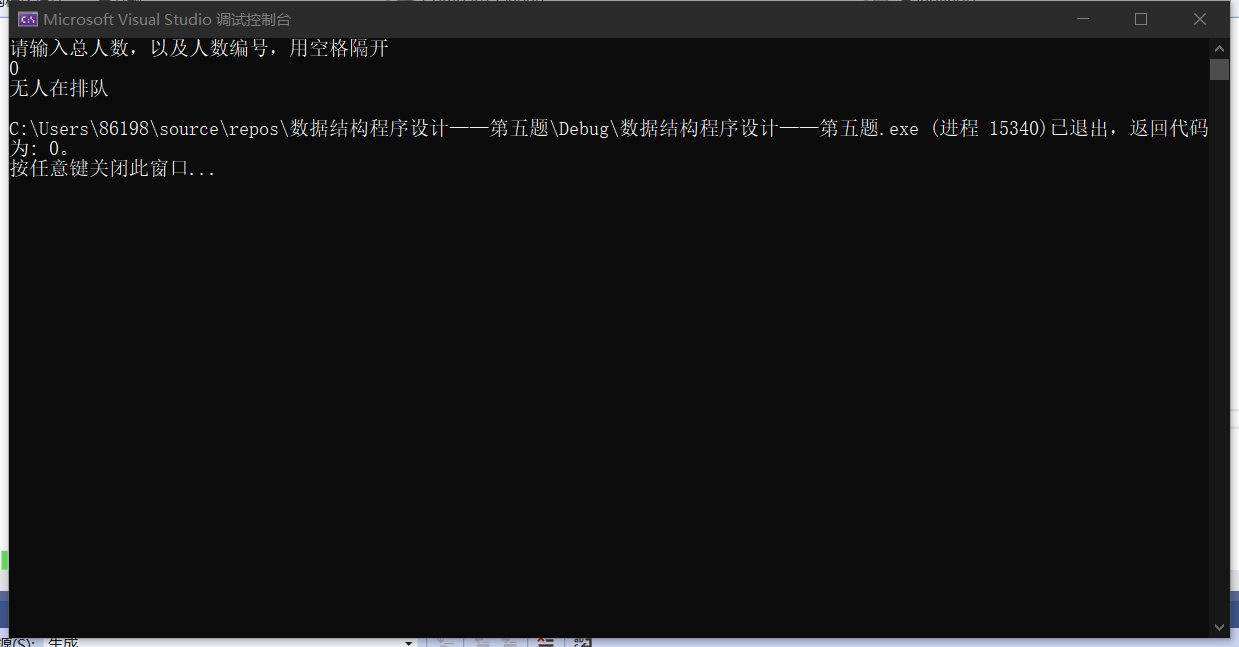 Microsoft Visual Studio 调试控制台
请输入总人数，以及人数编号，用空格隔开
0
无人在排队
C:\Users\86198\source\repos\数据结构程序设计——第五题\Debug\数据结构程序设计——第五题.exe (进程 15340)已退出，返回代码
为: 0。
按任意键关闭此窗口...
源(S): 生成